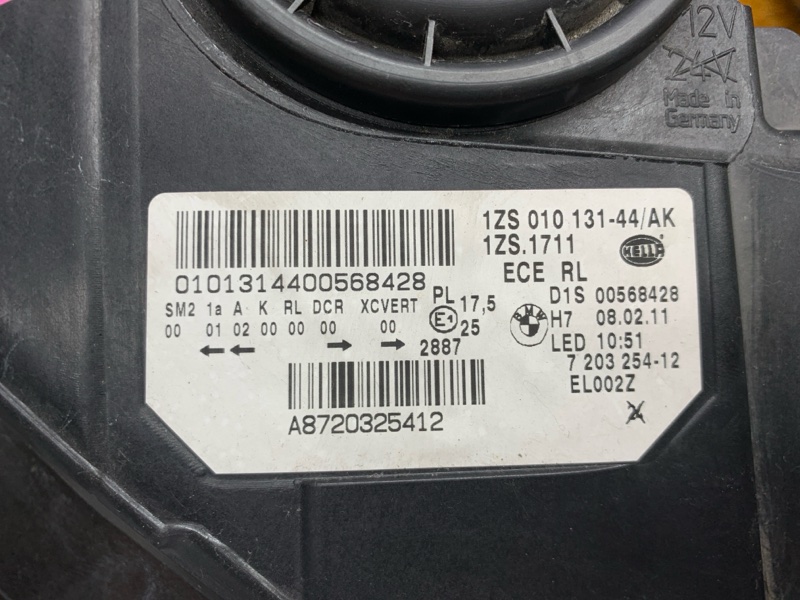 12V
24V
Made in
Germany
1ZS 010 131-44/AK
1ZS.1711
HELLA
ECE RL
0101314400568428
SM2 1a A K RL DCR XCVERT
00 01 02 00 00 00 00
PL 17,5
E1 25
2887
BMW
D1S 00568428
H7 08.02.11
LED 10:51
7 203 254-12
EL002Z
A8720325412